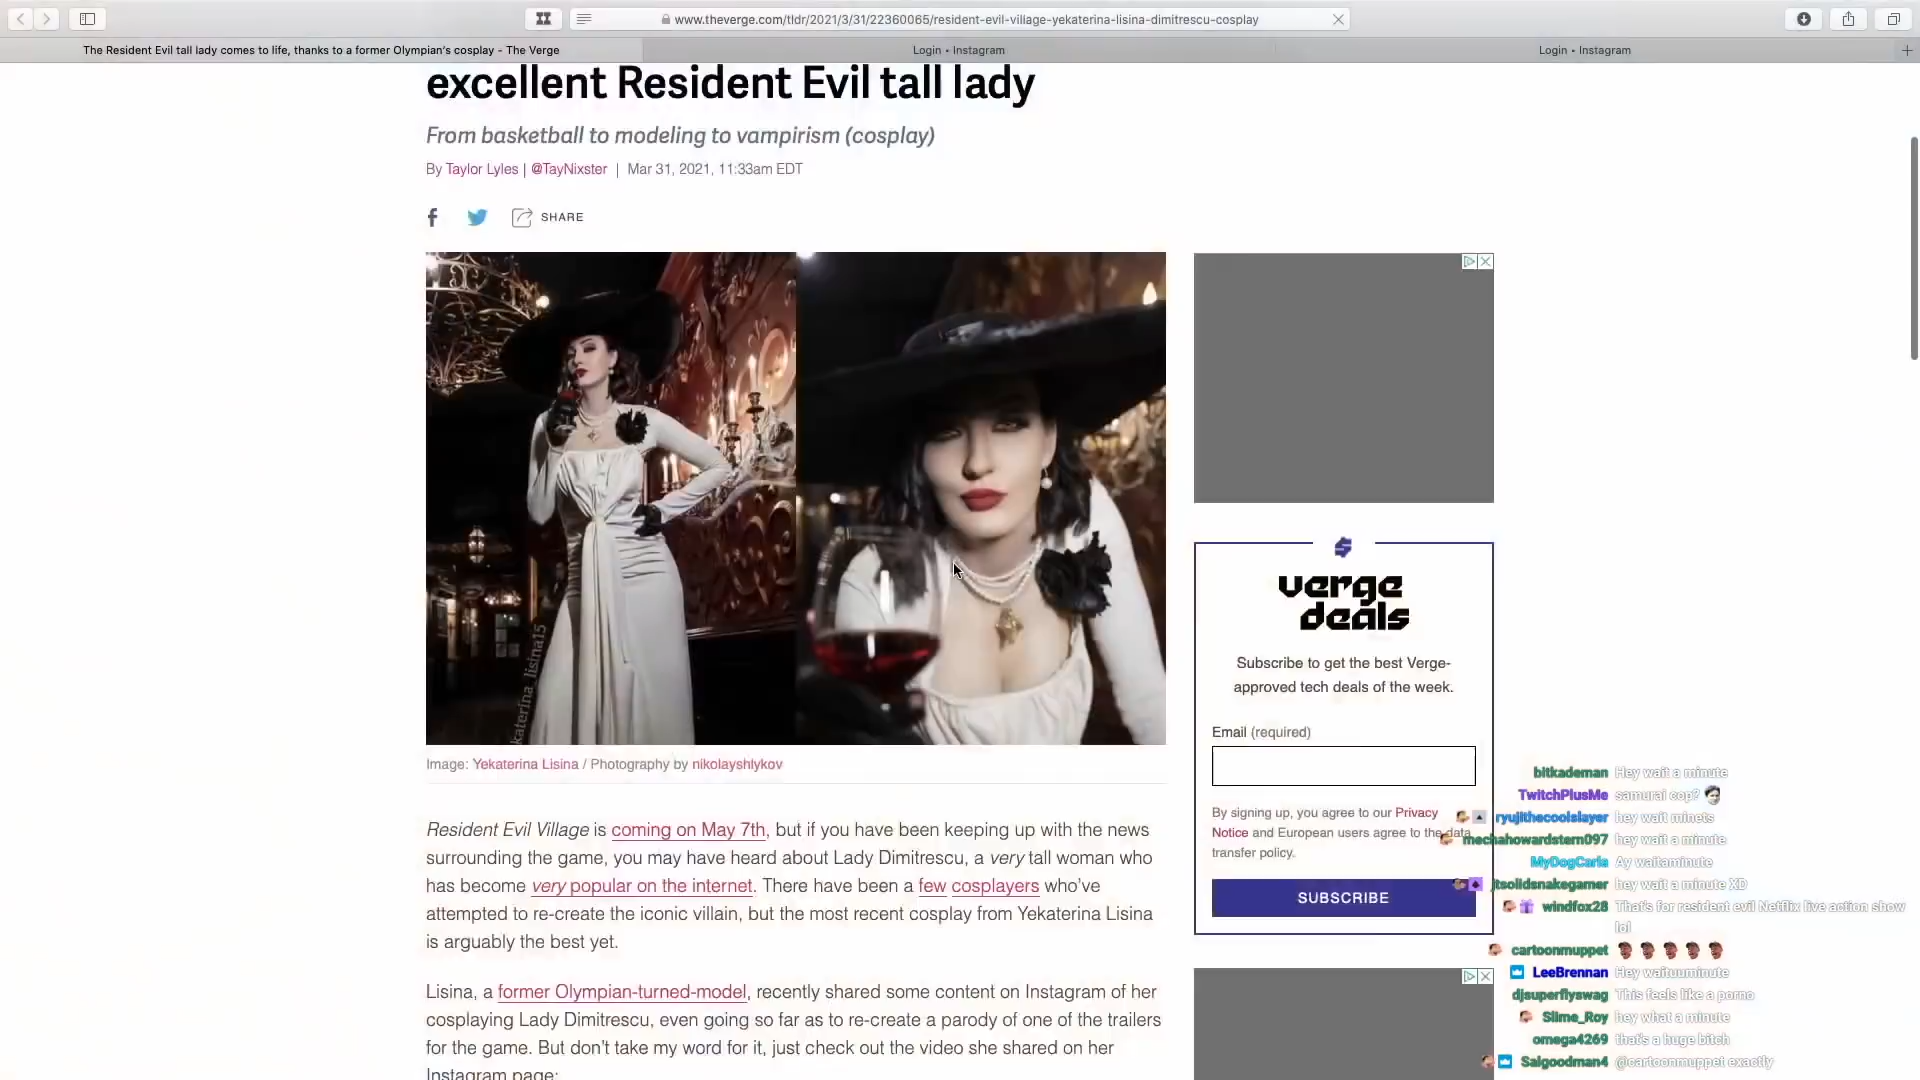 www.theverge.com/tldr/2021/3/31/22360065/resident-evil-village-yekaterina-lisina-dimitrescu-cosplay
The Resident Evil tall lady comes to life, thanks to a former Olympian's cosplay - The Verge
Login • Instagram
Login • Instagram
excellent Resident Evil tall lady
From basketball to modeling to vampirism (cosplay)
By Taylor Lyles | @TayNixster | Mar 31, 2021, 11:33am EDT
SHARE
katerina_lisina15
Image: Yekaterina Lisina / Photography by nikolayshlykov
Resident Evil Village is coming on May 7th, but if you have been keeping up with the news
surrounding the game, you may have heard about Lady Dimitrescu, a very tall woman who
has become very popular on the internet. There have been a few cosplayers who've
attempted to re-create the iconic villain, but the most recent cosplay from Yekaterina Lisina
is arguably the best yet.
Lisina, a former Olympian-turned-model, recently shared some content on Instagram of her
cosplaying Lady Dimitrescu, even going so far as to re-create a parody of one of the trailers
for the game. But don't take my word for it, just check out the video she shared on her
Instagram page:
verge
deals
Subscribe to get the best Verge-
approved tech deals of the week.
Email (required)
By signing up, you agree to our Privacy
Notice and European users agree to the data
transfer policy.
SUBSCRIBE
bitkademan Hey wait a minute
TwitchPlusMe samurai cop?
ryujithecoolslayer hey wait minets
mechahowardstern097 hey wait a minute
MyDogCarla Ay waitaminute
jtsolidsnakegamer hey wait a minute XD
windfox28 That's for resident evil Netflix live action show
lol
cartoonmuppet
LeeBrennan Hey waituuminute
djsuperflyswag This feels like a porno
Slime_Roy hey what a minute
omega4269 that's a huge bitch
Salgoodman4 @cartoonmuppet exactly